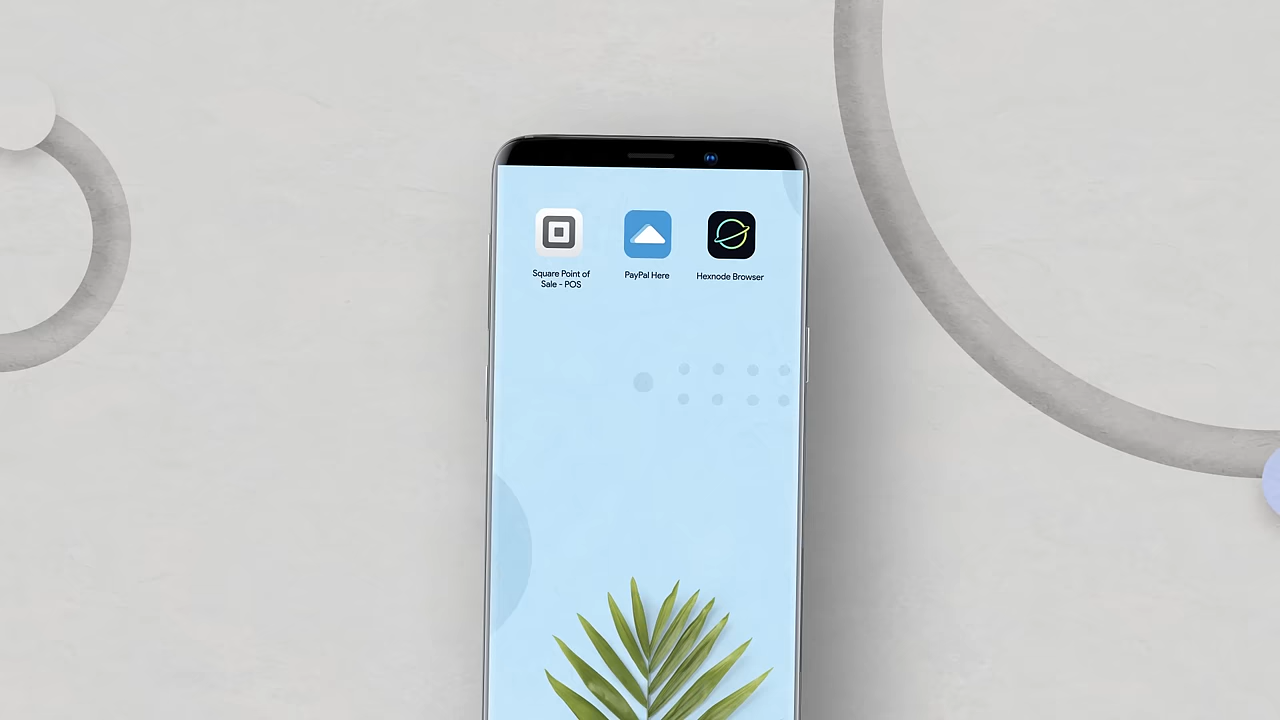 Square Point of
Sale - POS
PayPal Here
Hexnode Browser